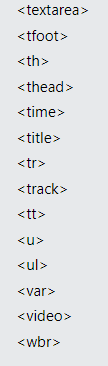 <textarea>
<tfoot>
<th>
<thead>
<time>
<title>
<tr>
<track>
<tt>
<u>
<ul>
<var>
<video>
<wbr>